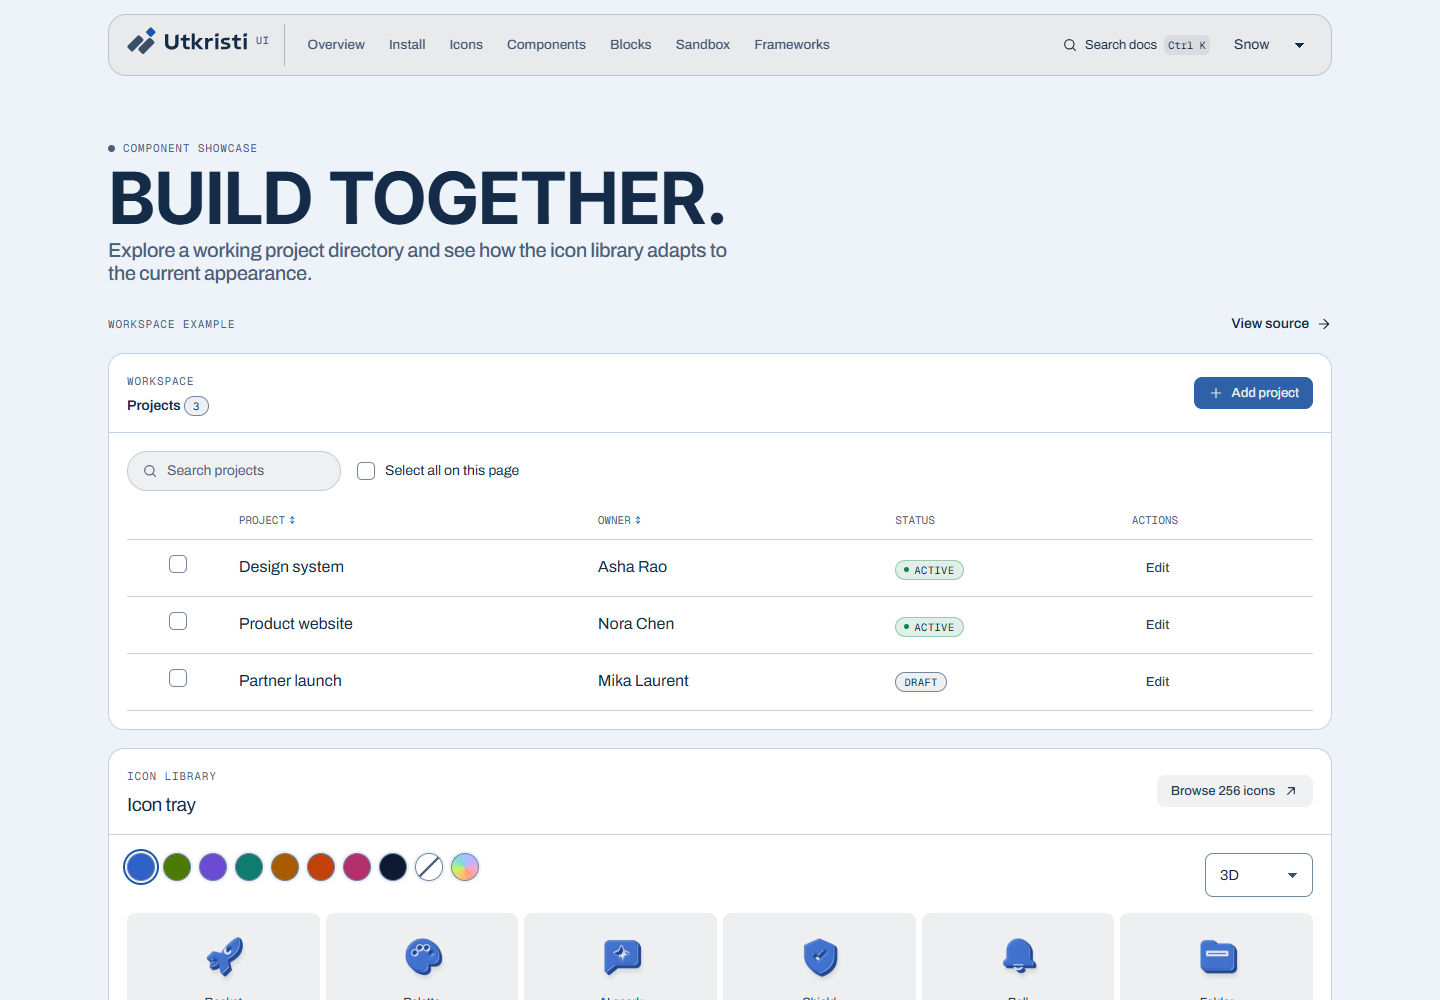 Utkristi UI
Overview Install Icons Components Blocks Sandbox Frameworks Search docs Ctrl K Snow
COMPONENT SHOWCASE
BUILD TOGETHER.
Explore a working project directory and see how the icon library adapts to
the current appearance.
WORKSPACE EXAMPLE View source
WORKSPACE
Projects 3
Add project
Search projects Select all on this page
PROJECT OWNER STATUS ACTIONS
Design system Asha Rao ACTIVE Edit
Product website Nora Chen ACTIVE Edit
Partner launch Mika Laurent DRAFT Edit
ICON LIBRARY
Icon tray
Browse 256 icons
3D